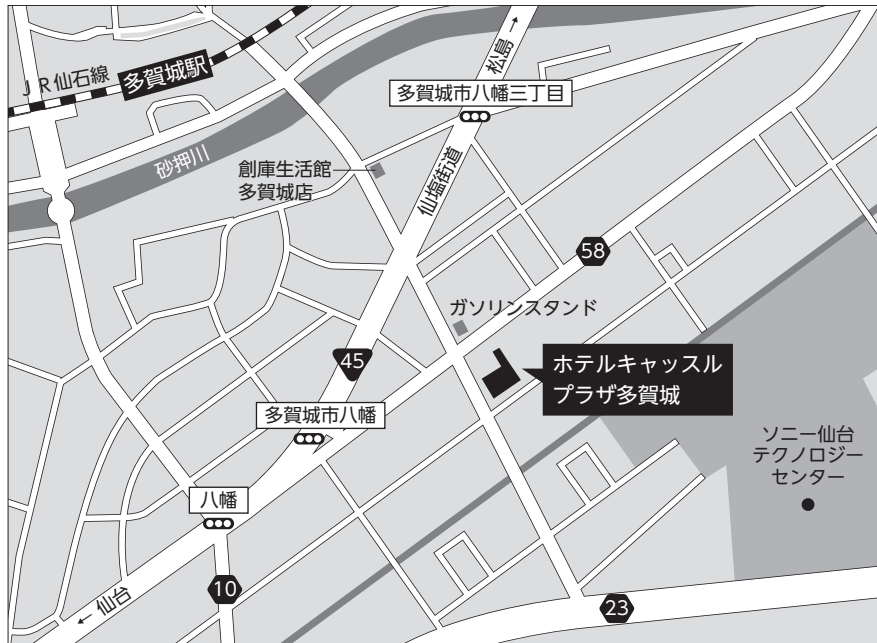 松島 →
ＪＲ仙石線
多賀城駅
多賀城市八幡三丁目
砂押川
創庫生活館
多賀城店
仙塩街道
58
ガソリンスタンド
45
ホテルキャッスル
プラザ多賀城
多賀城市八幡
ソニー仙台
テクノロジー
センター
八幡
← 仙台
10
23